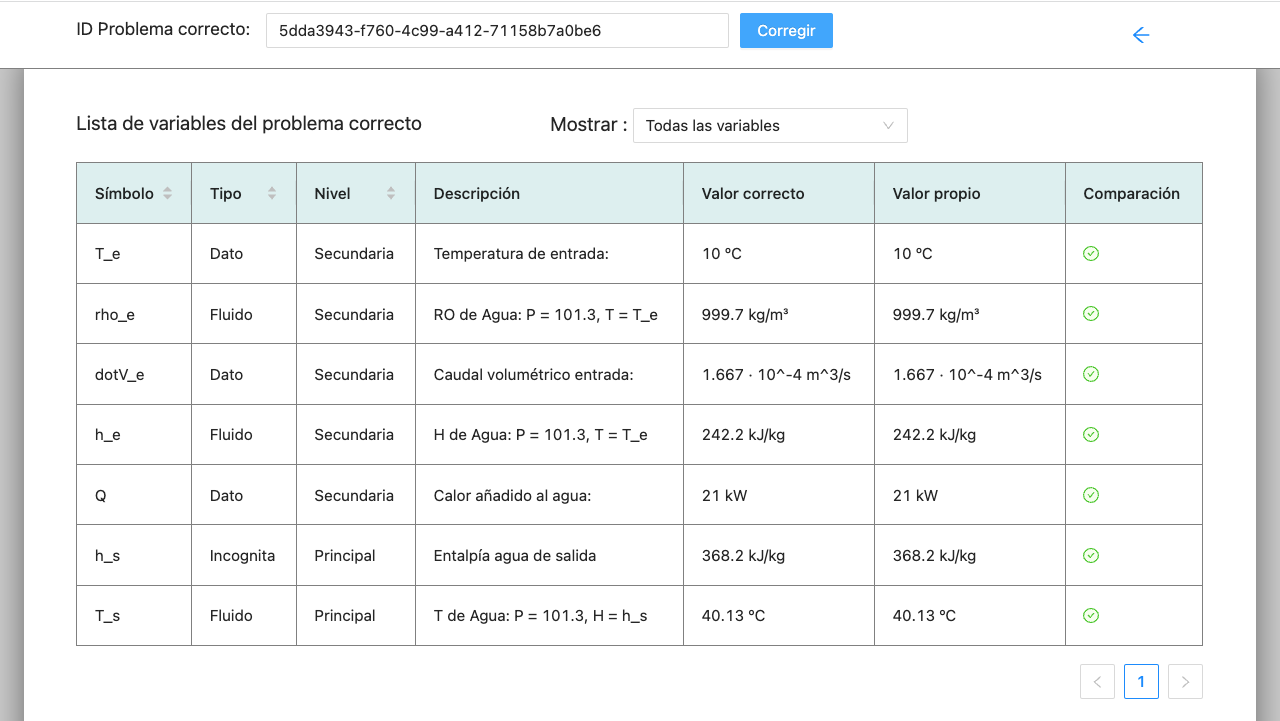 ID Problema correcto: 5dda3943-f760-4c99-a412-71158b7a0be6 Corregir
Lista de variables del problema correcto Mostrar : Todas las variables
Símbolo Tipo Nivel Descripción Valor correcto Valor propio Comparación
T_e Dato Secundaria Temperatura de entrada: 10 ºC 10 ºC
rho_e Fluido Secundaria RO de Agua: P = 101.3, T = T_e 999.7 kg/m³ 999.7 kg/m³
dotV_e Dato Secundaria Caudal volumétrico entrada: 1.667 · 10^-4 m^3/s 1.667 · 10^-4 m^3/s
h_e Fluido Secundaria H de Agua: P = 101.3, T = T_e 242.2 kJ/kg 242.2 kJ/kg
Q Dato Secundaria Calor añadido al agua: 21 kW 21 kW
h_s Incognita Principal Entalpía agua de salida 368.2 kJ/kg 368.2 kJ/kg
T_s Fluido Principal T de Agua: P = 101.3, H = h_s 40.13 ºC 40.13 ºC
1